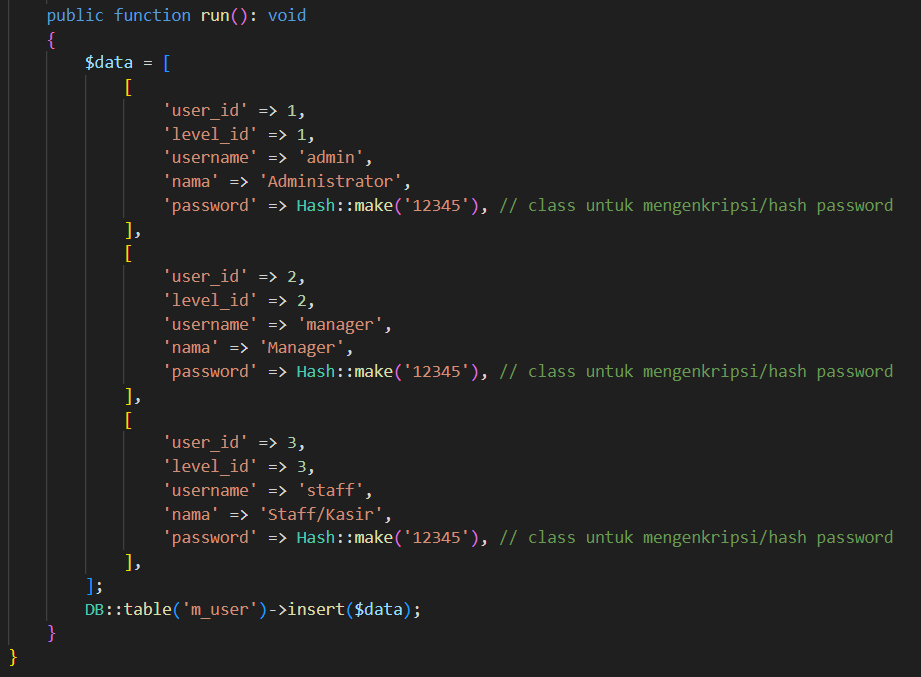 public function run(): void
{
$data = [
[
'user_id' => 1,
'level_id' => 1,
'username' => 'admin',
'nama' => 'Administrator',
'password' => Hash::make('12345'), // class untuk mengenkripsi/hash password
],
[
'user_id' => 2,
'level_id' => 2,
'username' => 'manager',
'nama' => 'Manager',
'password' => Hash::make('12345'), // class untuk mengenkripsi/hash password
],
[
'user_id' => 3,
'level_id' => 3,
'username' => 'staff',
'nama' => 'Staff/Kasir',
'password' => Hash::make('12345'), // class untuk mengenkripsi/hash password
],
];
DB::table('m_user')->insert($data);
}
}